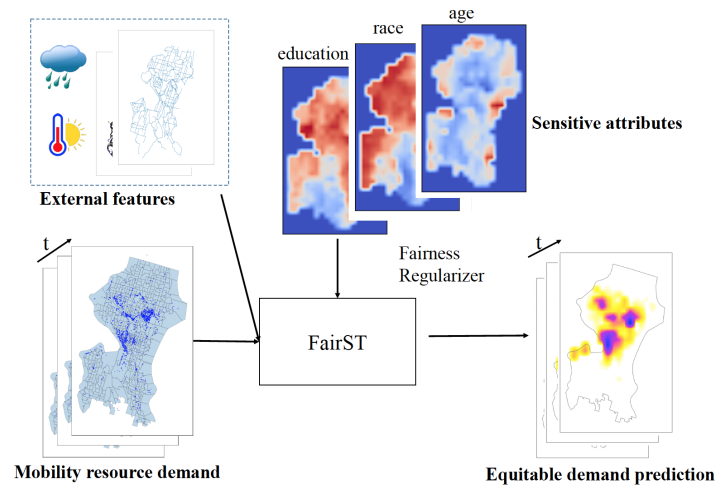 age
race
education
Sensitive attributes
External features
t
Fairness
Regularizer
t
FairST
Mobility resource demand
Equitable demand prediction